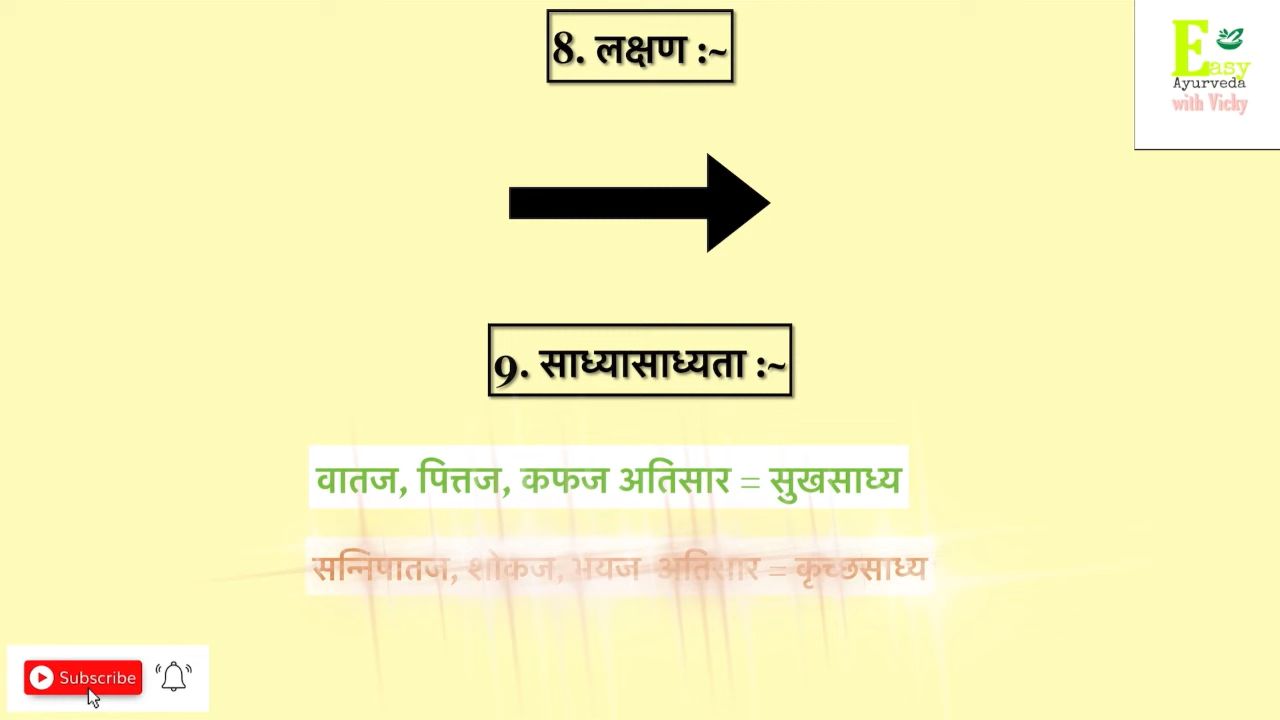 8. लक्षण :~
Easy
Ayurveda
with Vicky
9. साध्यासाध्यता :~
वातज, पित्तज, कफज अतिसार = सुखसाध्य
सन्निपातज, शोकज, भयज अतिसार = कृच्छसाध्य
Subscribe